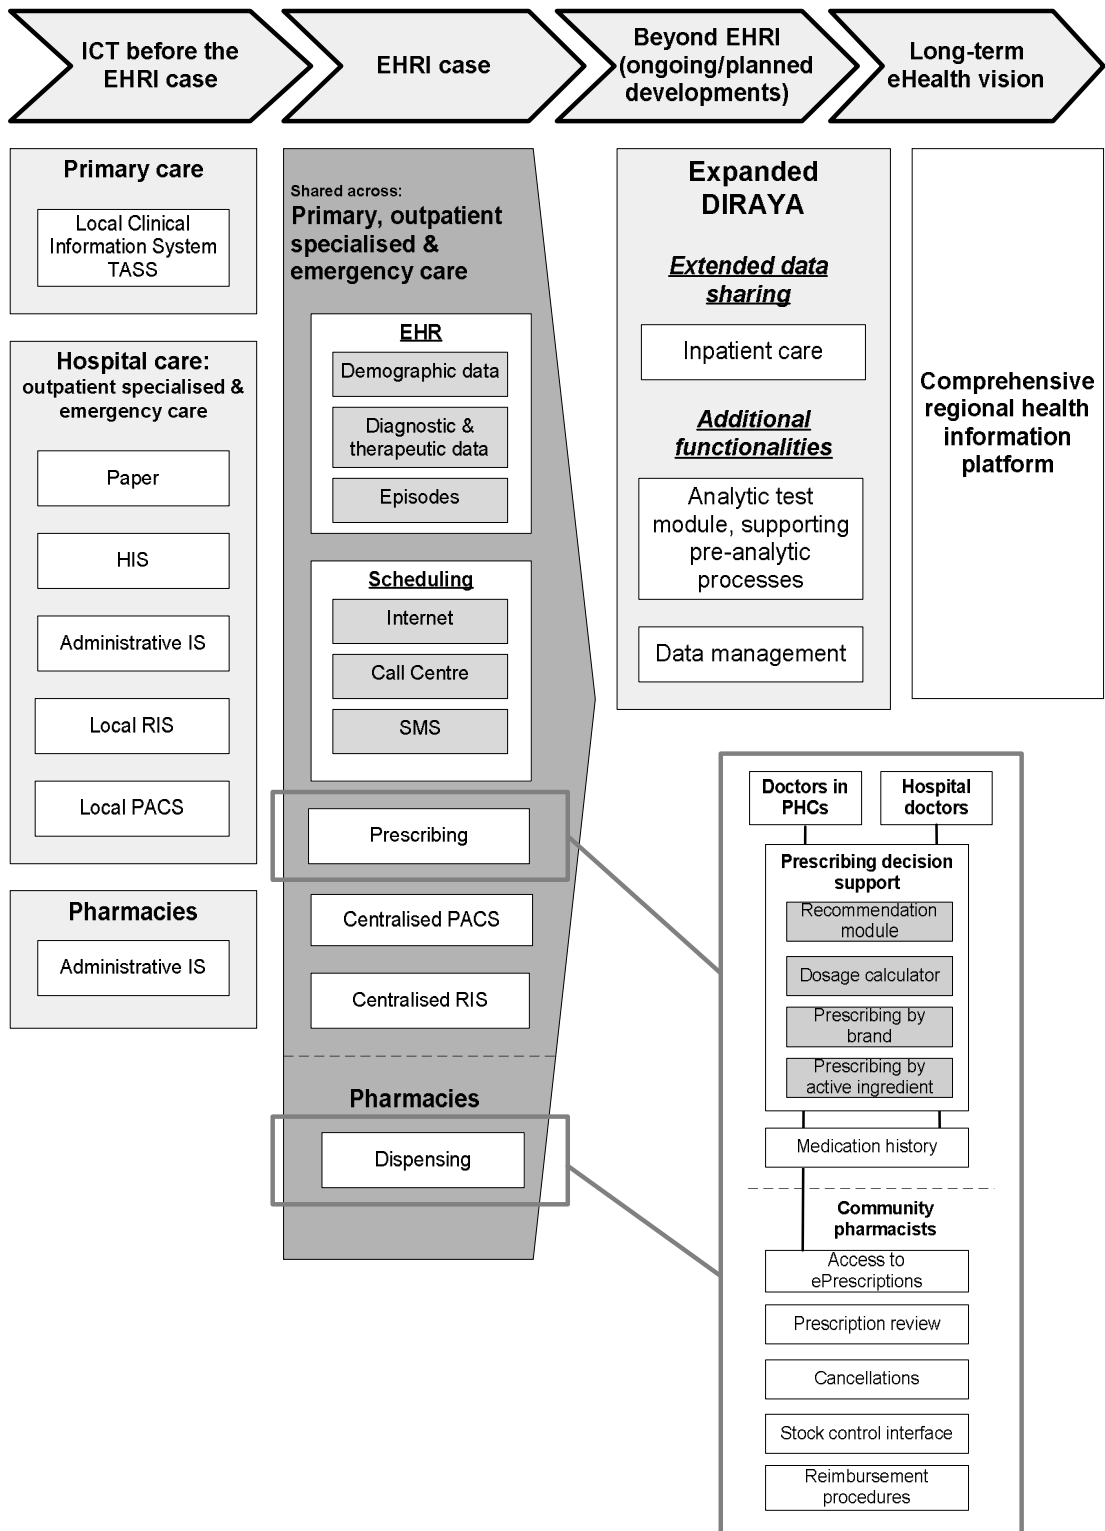 ICT before the
EHRI case
EHRI case
Beyond EHRI
(ongoing/planned
developments)
Long-term
eHealth vision
Primary care
Local Clinical
Information System
TASS
Hospital care:
outpatient specialised &
emergency care
Paper
HIS
Administrative IS
Local RIS
Local PACS
Pharmacies
Administrative IS
Shared across:
Primary, outpatient
specialised &
emergency care
EHR
Demographic data
Diagnostic &
therapeutic data
Episodes
Scheduling
Internet
Call Centre
SMS
Prescribing
Centralised PACS
Centralised RIS
Pharmacies
Dispensing
Expanded
DIRAYA
Extended data
sharing
Inpatient care
Additional
functionalities
Analytic test
module, supporting
pre-analytic
processes
Data management
Comprehensive
regional health
information
platform
Doctors in
PHCs
Hospital
doctors
Prescribing decision
support
Recommendation
module
Dosage calculator
Prescribing by
brand
Prescribing by
active ingredient
Medication history
Community
pharmacists
Access to
ePrescriptions
Prescription review
Cancellations
Stock control interface
Reimbursement
procedures